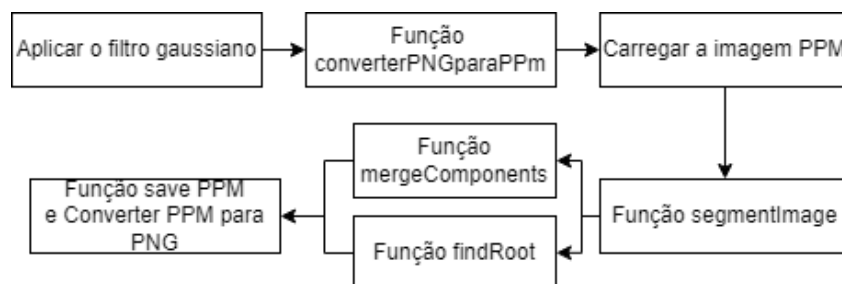 Aplicar o filtro gaussiano
Função
converterPNGparaPPm
Carregar a imagem PPM
Função
mergeComponents
Função save PPM
e Converter PPM para
PNG
Função segmentImage
Função findRoot